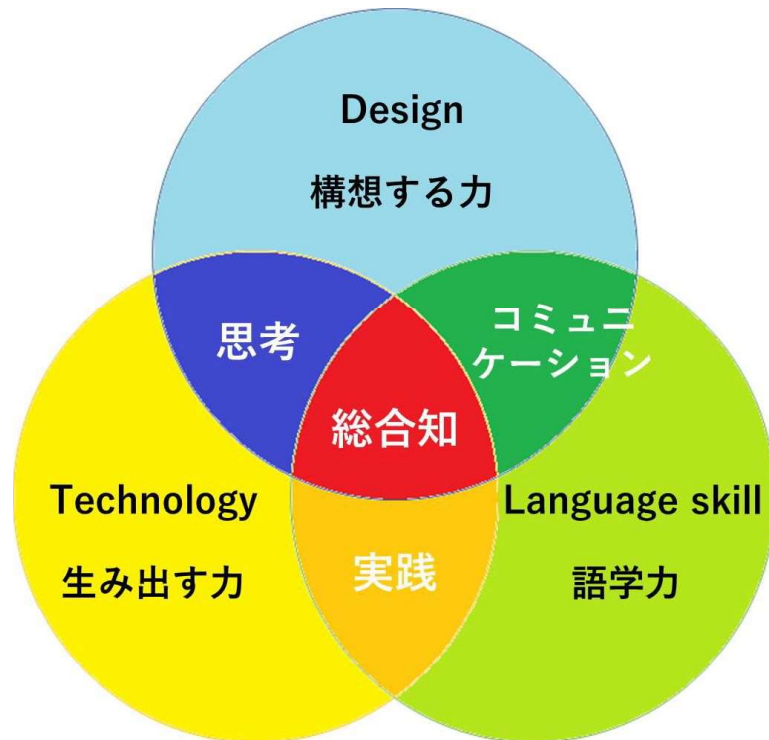 Design
構想する力
思考
コミュニ
ケーション
総合知
Technology
生み出す力
Language skill
語学力
実践